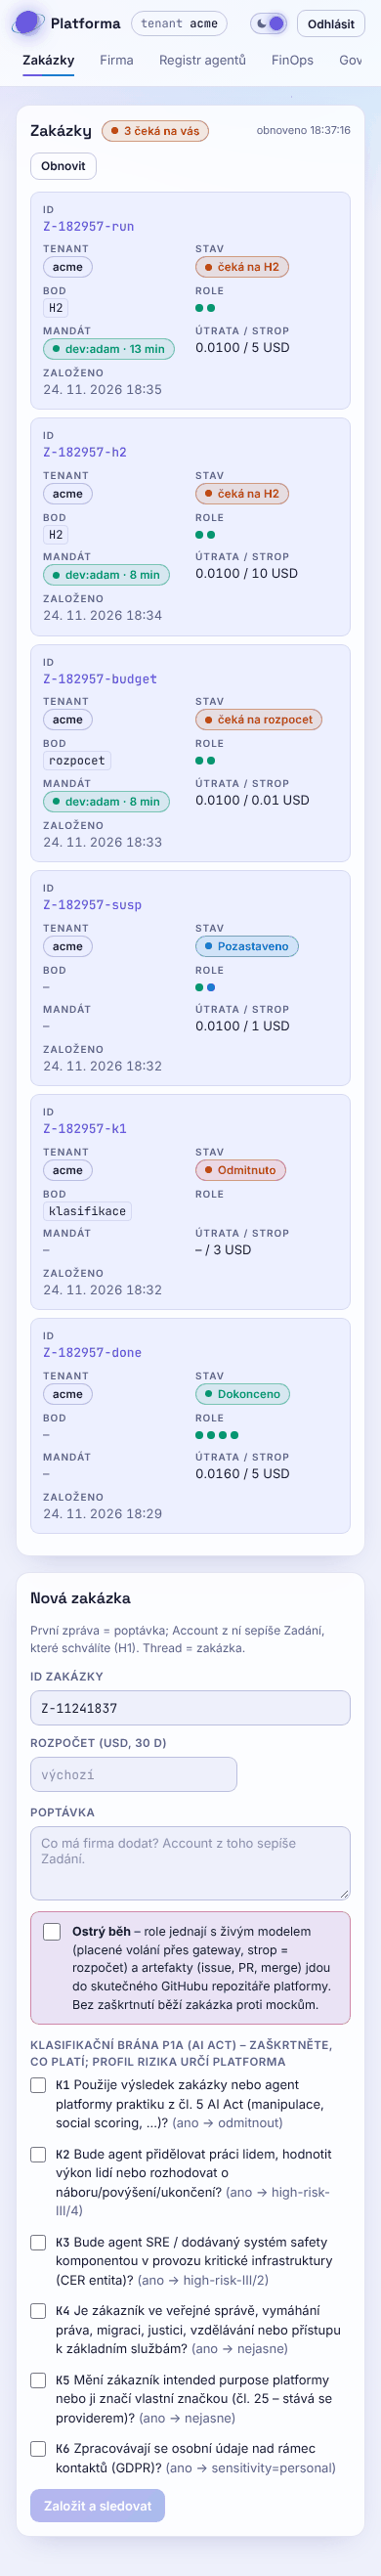 Platforma
tenant acme
Odhlásit
Zakázky
Firma
Registr agentů
FinOps
Gov
Zakázky
3 čeká na vás
obnoveno 18:37:16
Obnovit
ID
Z-182957-run
TENANT
STAV
acme
čeká na H2
BOD
ROLE
H2
MANDÁT
ÚTRATA / STROP
dev:adam · 13 min
0.0100 / 5 USD
ZALOŽENO
24. 11. 2026 18:35
ID
Z-182957-h2
TENANT
STAV
acme
čeká na H2
BOD
ROLE
H2
MANDÁT
ÚTRATA / STROP
dev:adam · 8 min
0.0100 / 10 USD
ZALOŽENO
24. 11. 2026 18:34
ID
Z-182957-budget
TENANT
STAV
acme
čeká na rozpocet
BOD
ROLE
rozpocet
MANDÁT
ÚTRATA / STROP
dev:adam · 8 min
0.0100 / 0.01 USD
ZALOŽENO
24. 11. 2026 18:33
ID
Z-182957-susp
TENANT
STAV
acme
Pozastaveno
BOD
ROLE
–
MANDÁT
ÚTRATA / STROP
–
0.0100 / 1 USD
ZALOŽENO
24. 11. 2026 18:32
ID
Z-182957-k1
TENANT
STAV
acme
Odmítnuto
BOD
ROLE
klasifikace
MANDÁT
ÚTRATA / STROP
–
– / 3 USD
ZALOŽENO
24. 11. 2026 18:32
ID
Z-182957-done
TENANT
STAV
acme
Dokonceno
BOD
ROLE
–
MANDÁT
ÚTRATA / STROP
–
0.0160 / 5 USD
ZALOŽENO
24. 11. 2026 18:29
Nová zakázka
První zpráva = poptávka; Account z ní sepíše Zadání,
které schválíte (H1). Thread = zakázka.
ID ZAKÁZKY
Z-11241837
ROZPOČET (USD, 30 D)
výchozí
POPTÁVKA
Co má firma dodat? Account z toho sepíše
Zadání.
Ostrý běh – role jednají s živým modelem
(placené volání přes gateway, strop =
rozpočet) a artefakty (issue, PR, merge) jdou
do skutečného GitHubu repozitáře platformy.
Bez zaškrtnutí běží zakázka proti mockům.
KLASIFIKAČNÍ BRÁNA P1A (AI ACT) – ZAŠKRTNĚTE,
CO PLATÍ; PROFIL RIZIKA URČÍ PLATFORMA
K1 Použije výsledek zakázky nebo agent
platformy praktiku z čl. 5 AI Act (manipulace,
social scoring, …)? (ano → odmitnout)
K2 Bude agent přidělovat práci lidem, hodnotit
výkon lidí nebo rozhodovat o
náboru/povýšení/ukončení? (ano → high-risk-
III/4)
K3 Bude agent SRE / dodávaný systém safety
komponentou v provozu kritické infrastruktury
(CER entita)? (ano → high-risk-III/2)
K4 Je zákazník ve veřejné správě, vymáhání
práva, migraci, justici, vzdělávání nebo přístupu
k základním službám? (ano → nejasne)
K5 Mění zákazník intended purpose platformy
nebo ji značí vlastní značkou (čl. 25 – stává se
providerem)? (ano → nejasne)
K6 Zpracovávají se osobní údaje nad rámec
kontaktů (GDPR)? (ano → sensitivity=personal)
Založit a sledovat